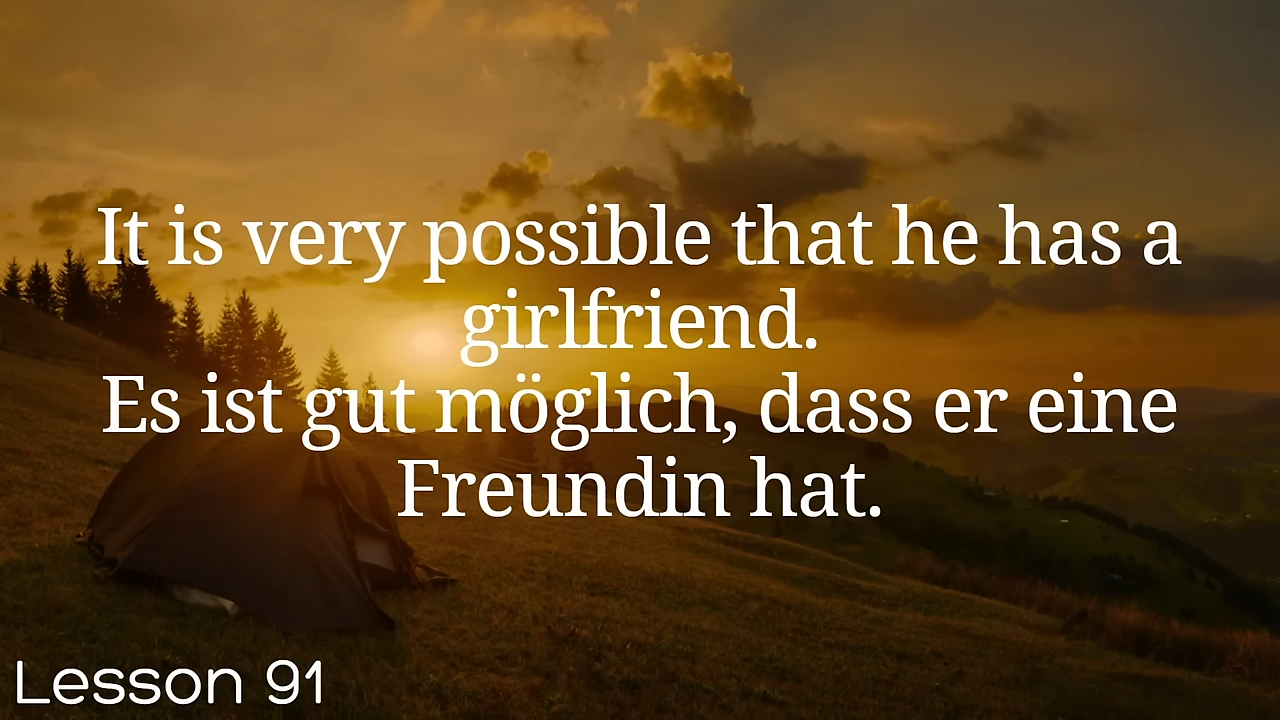 It is very possible that he has a
girlfriend.
Es ist gut möglich, dass er eine
Freundin hat.
Lesson 91